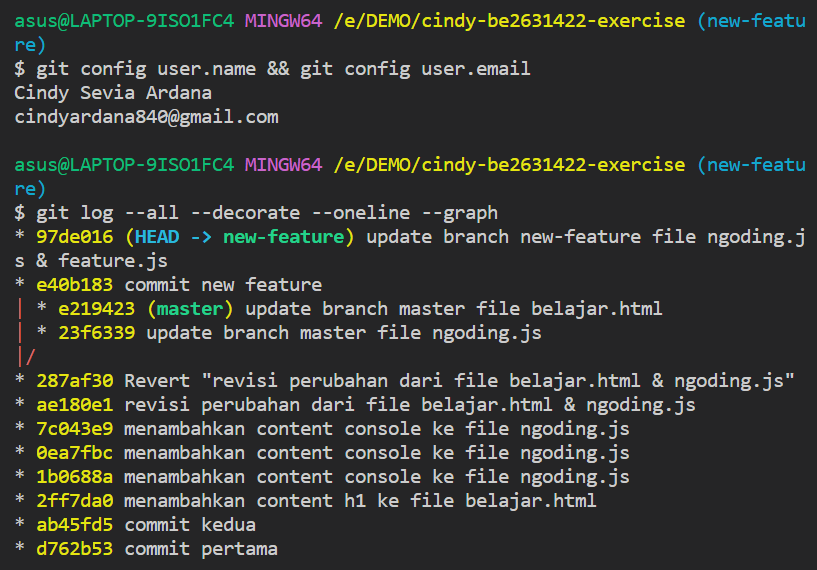 asus@LAPTOP-9ISO1FC4 MINGW64 /e/DEMO/cindy-be2631422-exercise (new-featu
re)
$ git config user.name && git config user.email
Cindy Sevia Ardana
cindyardana840@gmail.com
asus@LAPTOP-9ISO1FC4 MINGW64 /e/DEMO/cindy-be2631422-exercise (new-featu
re)
$ git log --all --decorate --oneline --graph
* 97de016 (HEAD -> new-feature) update branch new-feature file ngoding.j
s & feature.js
* e40b183 commit new feature
| * e219423 (master) update branch master file belajar.html
| * 23f6339 update branch master file ngoding.js
|/
* 287af30 Revert "revisi perubahan dari file belajar.html & ngoding.js"
* ae180e1 revisi perubahan dari file belajar.html & ngoding.js
* 7c043e9 menambahkan content console ke file ngoding.js
* 0ea7fbc menambahkan content console ke file ngoding.js
* 1b0688a menambahkan content console ke file ngoding.js
* 2ff7da0 menambahkan content h1 ke file belajar.html
* ab45fd5 commit kedua
* d762b53 commit pertama